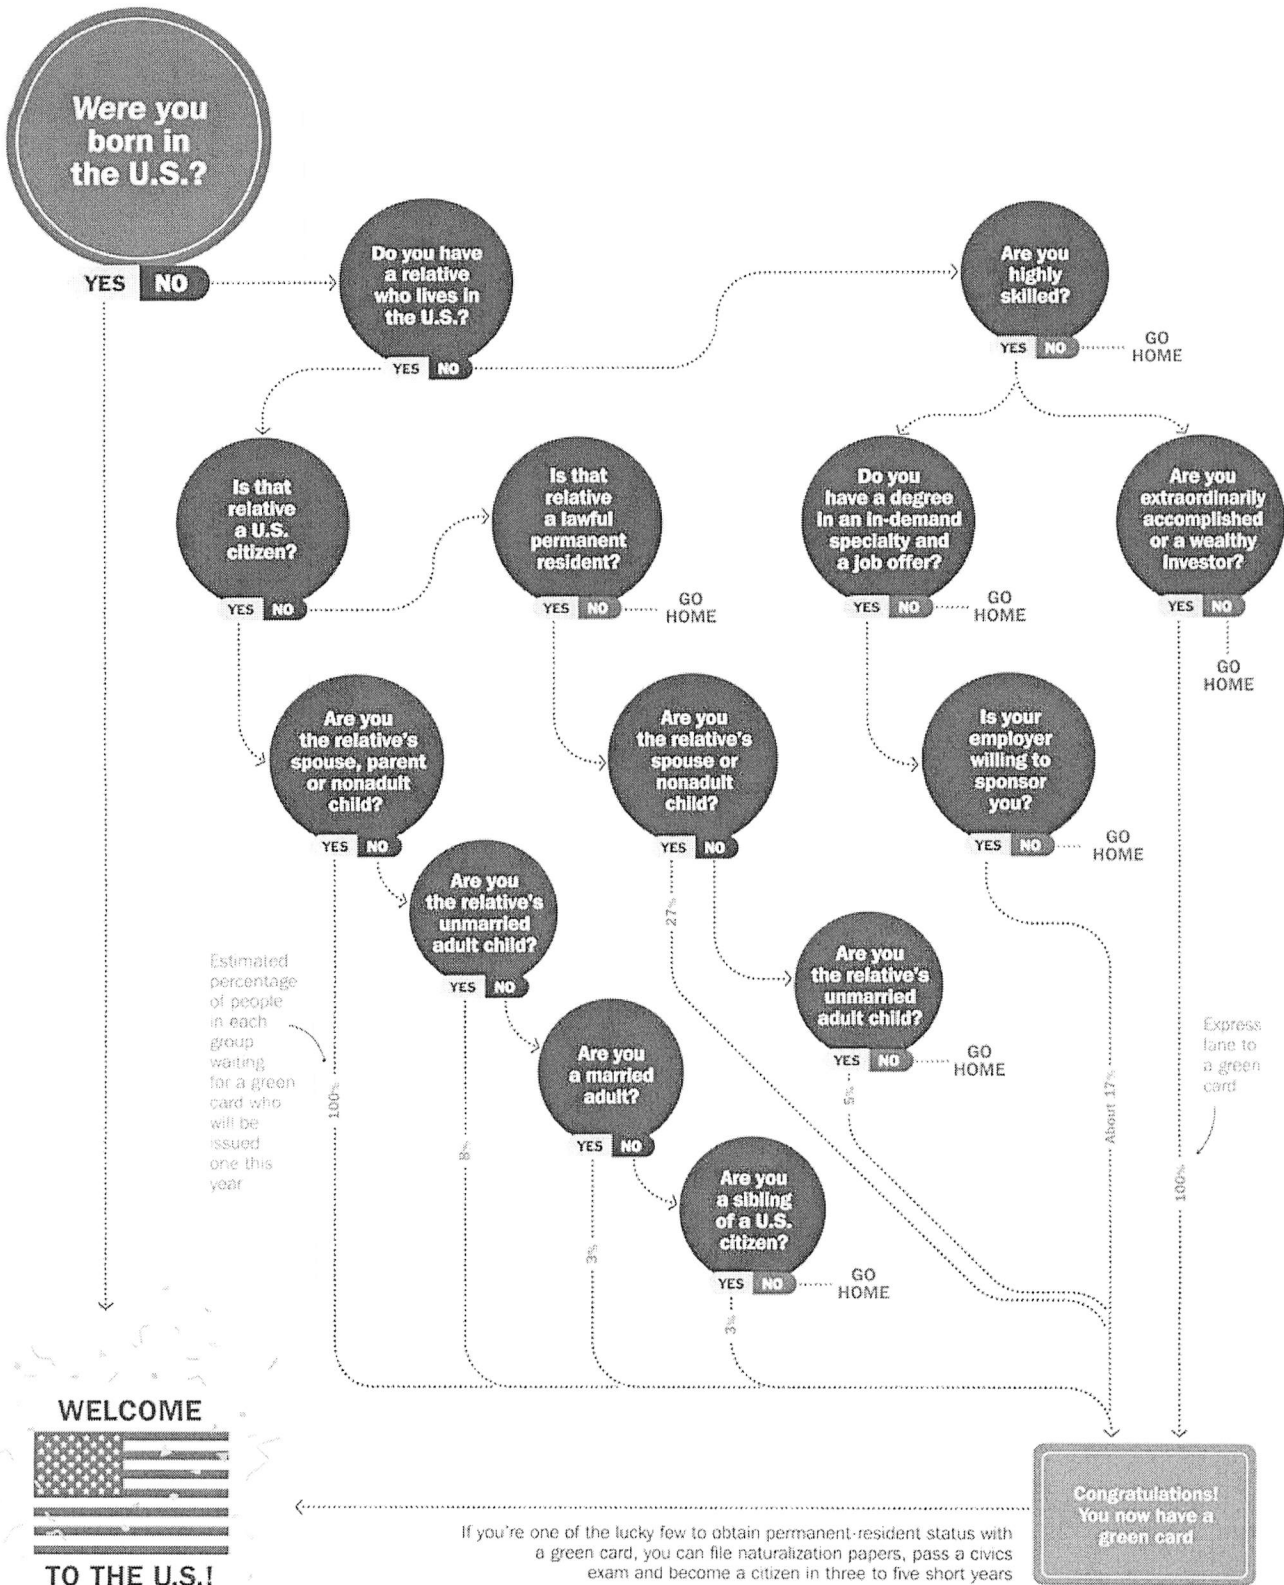 Were you
born in
the U.S.?
YES NO
Do you have
a relative
who lives in
the U.S.?
YES NO
Are you
highly
skilled?
YES NO
GO
HOME
Is that
relative
a U.S.
citizen?
YES NO
Is that
relative
a lawful
permanent
resident?
YES NO
GO
HOME
Do you
have a degree
in an in-demand
specialty and
a job offer?
YES NO
GO
HOME
Are you
extraordinarily
accomplished
or a wealthy
investor?
YES NO
GO
HOME
Are you
the relative's
spouse, parent
or nonadult
child?
YES NO
Are you
the relative's
spouse or
nonadult
child?
YES NO
Is your
employer
willing to
sponsor
you?
YES NO
GO
HOME
Are you
the relative's
unmarried
adult child?
YES NO
Are you
the relative's
unmarried
adult child?
YES NO
GO
HOME
Are you
a married
adult?
YES NO
Are you
a sibling
of a U.S.
citizen?
YES NO
GO
HOME
Estimated
percentage
of people
in each
group
waiting
for a green
card who
will be
issued
one this
year
100%
8%
3%
3%
27%
5%
About 17%
100%
Express
lane to
a green
card
WELCOME
TO THE U.S.!
Congratulations!
You now have a
green card
If you're one of the lucky few to obtain permanent-resident status with
a green card, you can file naturalization papers, pass a civics
exam and become a citizen in three to five short years